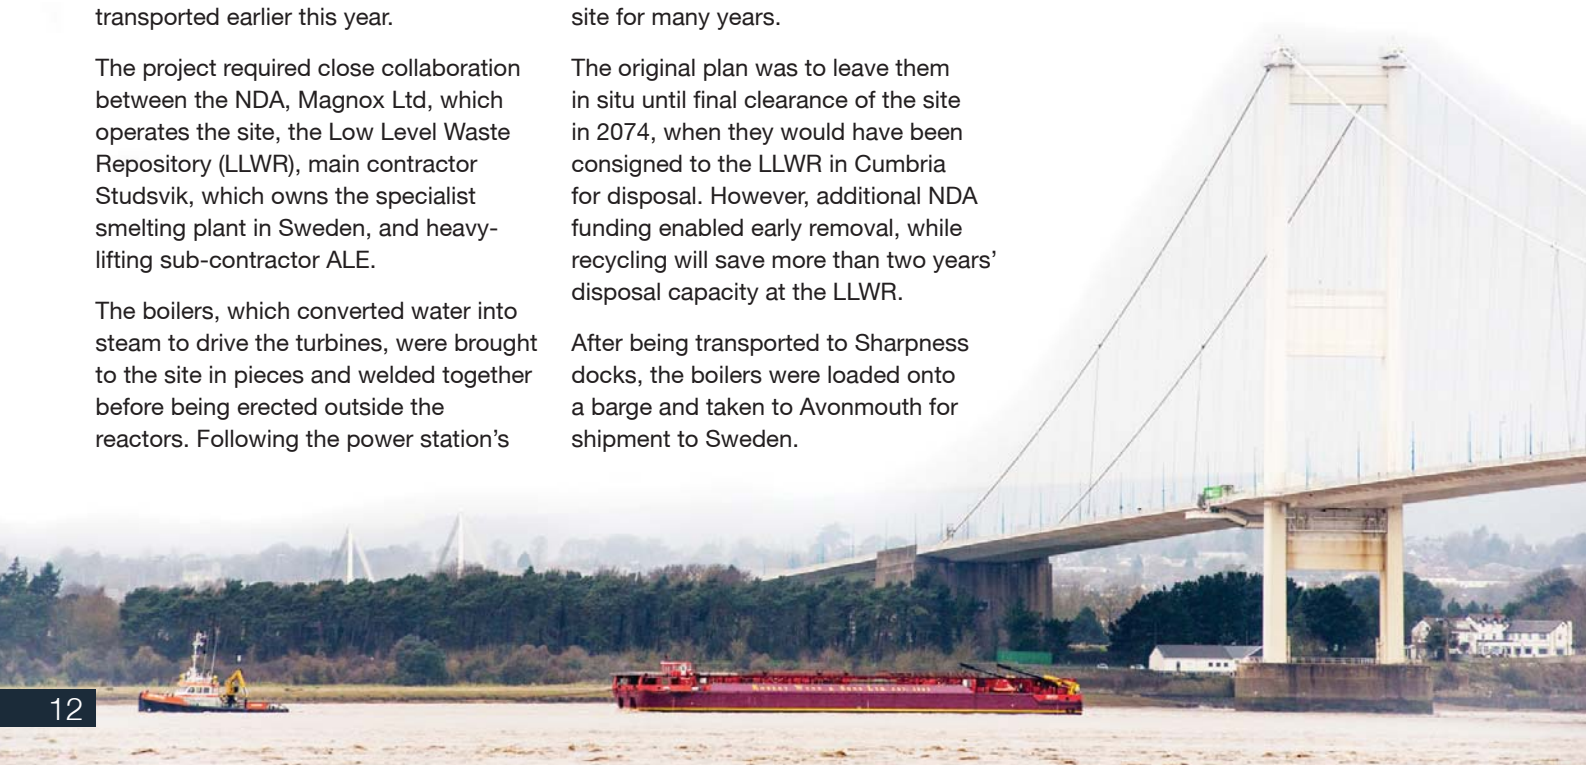 transported earlier this year.
The project required close collaboration
between the NDA, Magnox Ltd, which
operates the site, the Low Level Waste
Repository (LLWR), main contractor
Studsvik, which owns the specialist
smelting plant in Sweden, and heavy-
lifting sub-contractor ALE.
The boilers, which converted water into
steam to drive the turbines, were brought
to the site in pieces and welded together
before being erected outside the
reactors. Following the power station’s
site for many years.
The original plan was to leave them
in situ until final clearance of the site
in 2074, when they would have been
consigned to the LLWR in Cumbria
for disposal. However, additional NDA
funding enabled early removal, while
recycling will save more than two years’
disposal capacity at the LLWR.
After being transported to Sharpness
docks, the boilers were loaded onto
a barge and taken to Avonmouth for
shipment to Sweden.
Robert Wynn & Sons Ltd
12